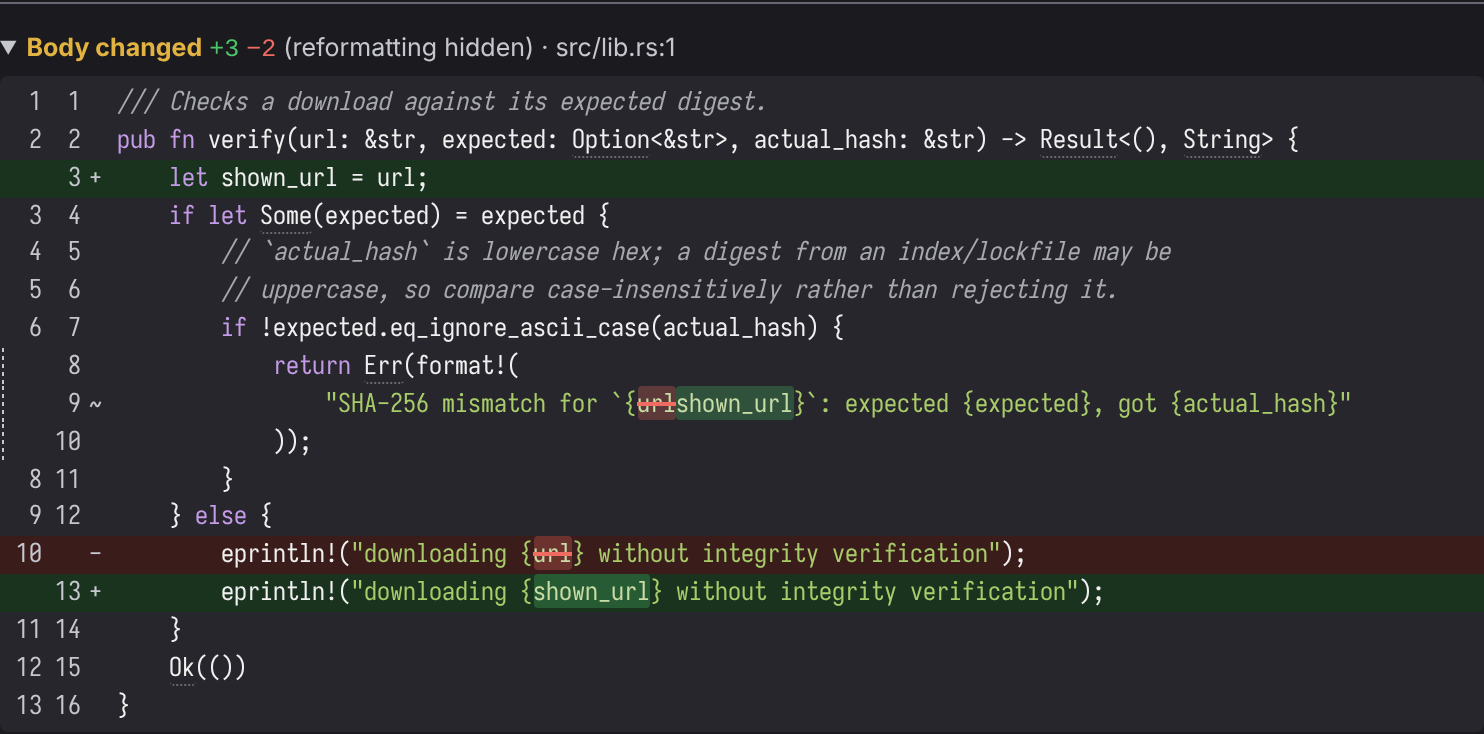 ▼ Body changed +3 −2 (reformatting hidden) · src/lib.rs:1
1 1 /// Checks a download against its expected digest.
2 2 pub fn verify(url: &str, expected: Option<&str>, actual_hash: &str) -> Result<(), String> {
3 + let shown_url = url;
3 4 if let Some(expected) = expected {
4 5 // `actual_hash` is lowercase hex; a digest from an index/lockfile may be
5 6 // uppercase, so compare case-insensitively rather than rejecting it.
6 7 if !expected.eq_ignore_ascii_case(actual_hash) {
8 return Err(format!(
9 ~ "SHA-256 mismatch for `{urlshown_url}`: expected {expected}, got {actual_hash}"
10 ));
8 11 }
9 12 } else {
10 − eprintln!("downloading {url} without integrity verification");
13 + eprintln!("downloading {shown_url} without integrity verification");
11 14 }
12 15 Ok(())
13 16 }